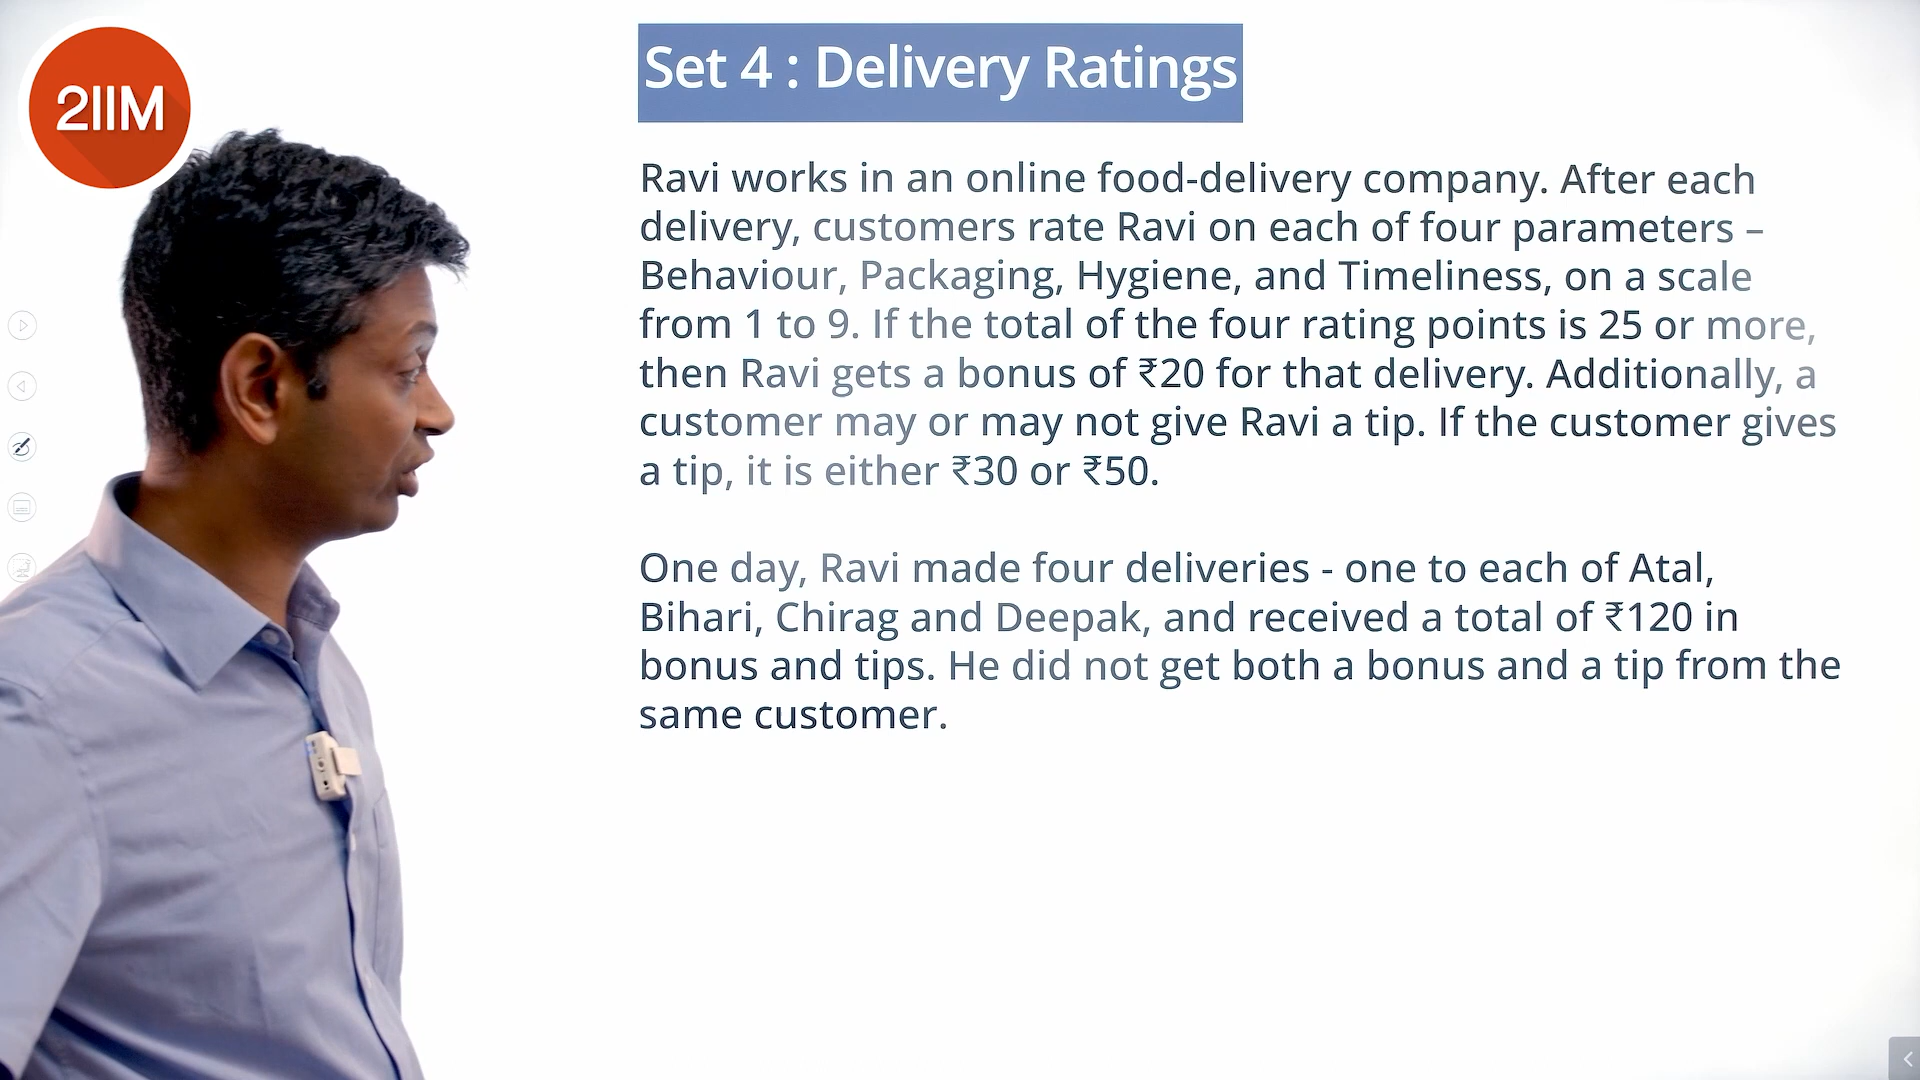 2IIM
Set 4 : Delivery Ratings
Ravi works in an online food-delivery company. After each
delivery, customers rate Ravi on each of four parameters –
Behaviour, Packaging, Hygiene, and Timeliness, on a scale
from 1 to 9. If the total of the four rating points is 25 or more,
then Ravi gets a bonus of ₹20 for that delivery. Additionally, a
customer may or may not give Ravi a tip. If the customer gives
a tip, it is either ₹30 or ₹50.
One day, Ravi made four deliveries - one to each of Atal,
Bihari, Chirag and Deepak, and received a total of ₹120 in
bonus and tips. He did not get both a bonus and a tip from the
same customer.